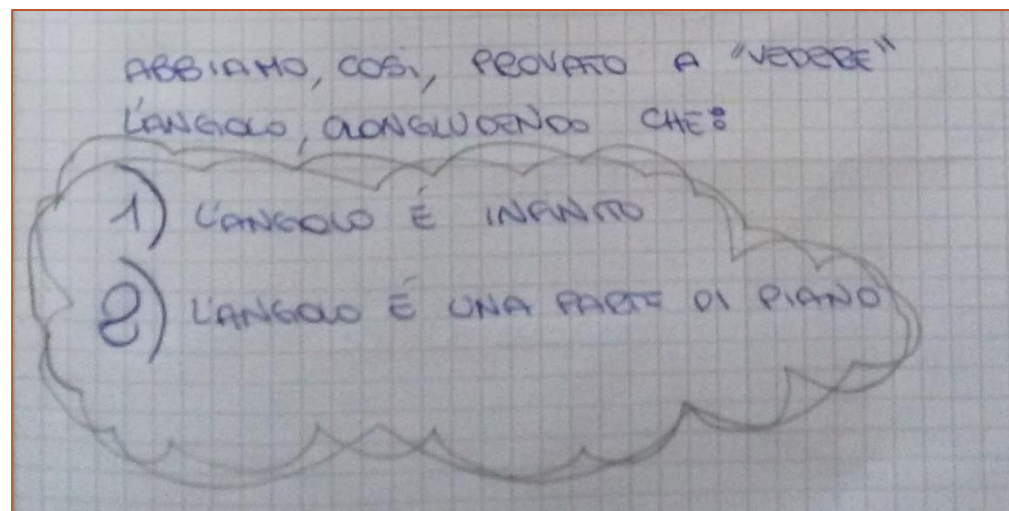 ABBIAMO, COSÌ, PROVATO A "VEDERE"
L'ANGOLO, CONCLUDENDO CHE:
1) L'ANGOLO É INFINITO
2) L'ANGOLO É UNA PARTE DI PIANO